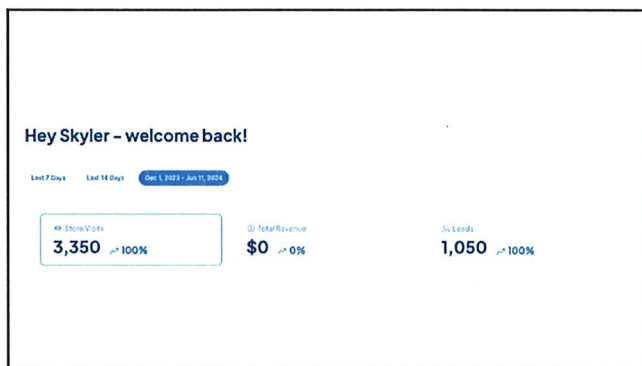 Hey Skyler – welcome back!
Last 7 Days Last 14 Days Dec 1, 2023 - Jun 11, 2024
Store Visits Total Revenue Leads
3,350 100% $0 0% 1,050 100%